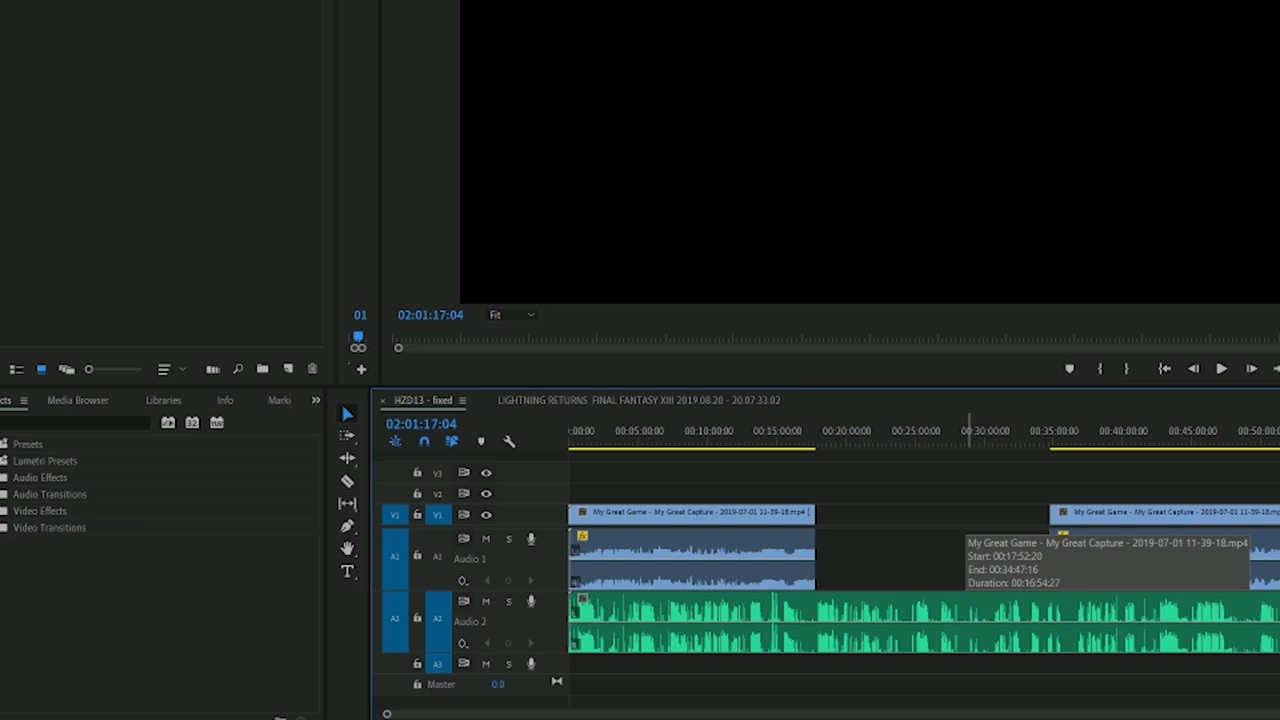 01
02:01:17:04
Fit
cts
Media Browser
Libraries
Info
Marki
Presets
Lumetri Presets
Audio Effects
Audio Transitions
Video Effects
Video Transitions
32
YUV
× HZD13 - fixed
LIGHTNING RETURNS FINAL FANTASY XIII 2019.08.20 - 20.07.33.02
02:01:17:04
:00:00 00:05:00:00 00:10:00:00 00:15:00:00 00:20:00:00 00:25:00:00 00:30:00:00 00:35:00:00 00:40:00:00 00:45:00:00 00:50:00:0
V3
V2
V1 V1
My Great Game - My Great Capture - 2019-07-01 11-39-18.mp4 [
My Great Game - My Great Capture - 2019-07-01 11-39-18.mp
A1 A1 M S
Audio 1
My Great Game - My Great Capture - 2019-07-01 11-39-18.mp4
Start: 00:17:52:20
End: 00:34:47:16
Duration: 00:16:54:27
A2 A2 M S
Audio 2
A3 M S
Master 0.0